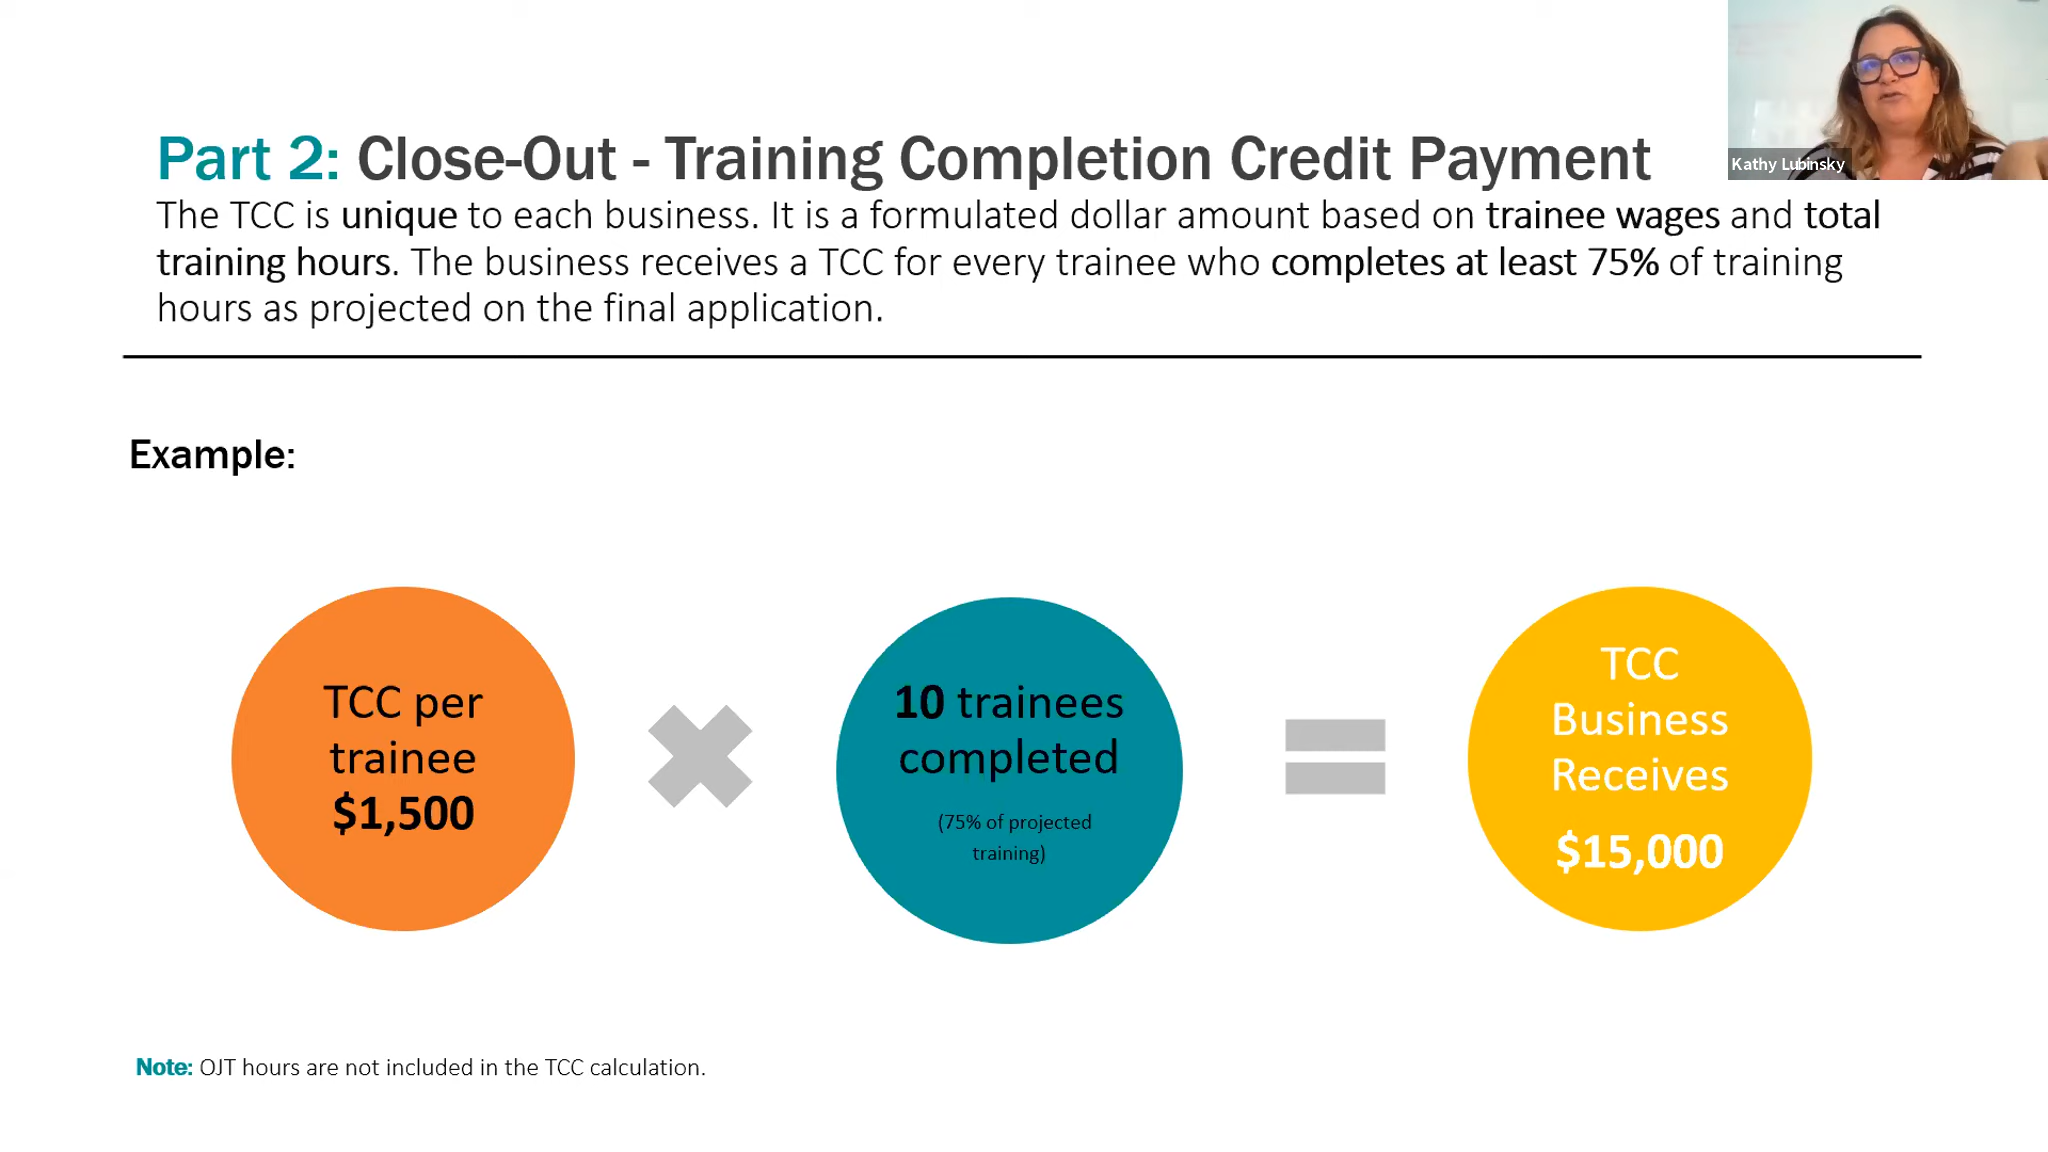 Kathy Lubinsky
Part 2: Close-Out - Training Completion Credit Payment
The TCC is unique to each business. It is a formulated dollar amount based on trainee wages and total
training hours. The business receives a TCC for every trainee who completes at least 75% of training
hours as projected on the final application.
Example:
TCC per
trainee
$1,500
10 trainees
completed
(75% of projected
training)
TCC
Business
Receives
$15,000
Note: OJT hours are not included in the TCC calculation.